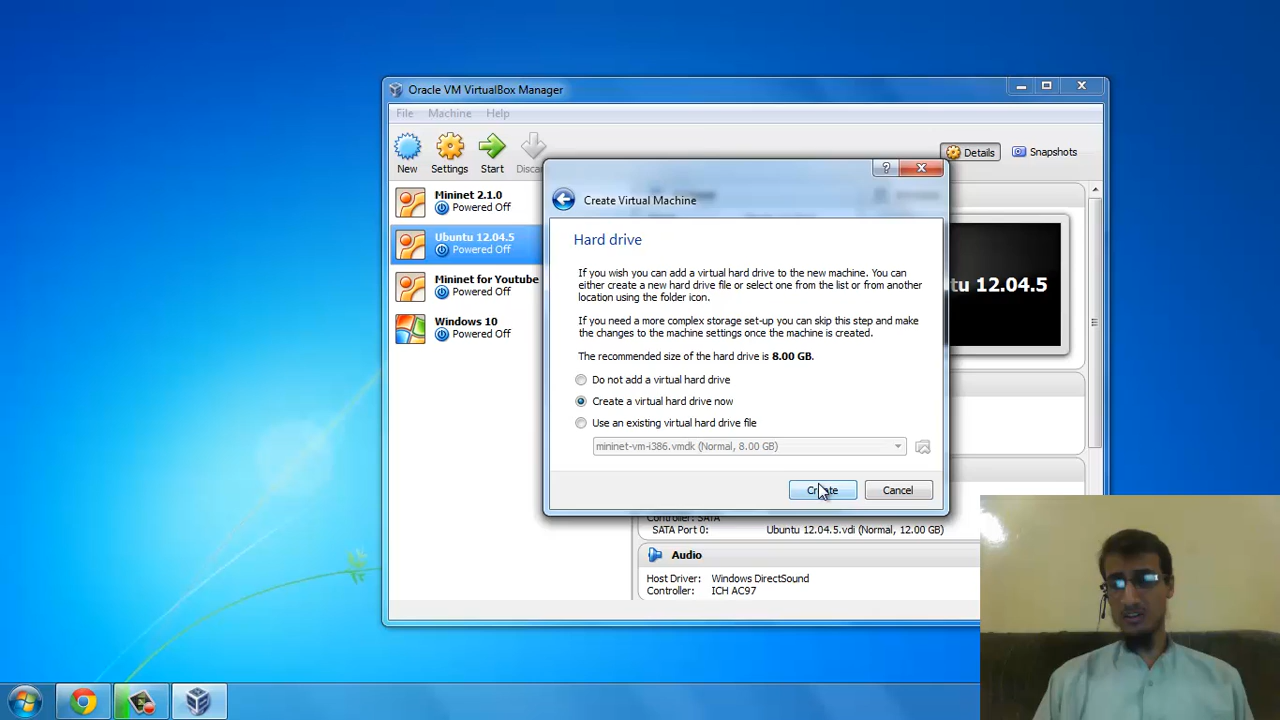 Oracle VM VirtualBox Manager
File Machine Help
New Settings Start
Details Snapshots
Mininet 2.1.0
Powered Off
Ubuntu 12.04.5
Powered Off
Mininet for Youtube
Powered Off
Windows 10
Powered Off
?
Create Virtual Machine
Hard drive
If you wish you can add a virtual hard drive to the new machine. You can
either create a new hard drive file or select one from the list or from another
location using the folder icon.
If you need a more complex storage set-up you can skip this step and make
the changes to the machine settings once the machine is created.
The recommended size of the hard drive is 8.00 GB.
Do not add a virtual hard drive
Create a virtual hard drive now
Use an existing virtual hard drive file
mininet-vm-i386.vmdk (Normal, 8.00 GB)
Create Cancel
tu 12.04.5
Controller: SATA
SATA Port 0: Ubuntu 12.04.5.vdi (Normal, 12.00 GB)
Audio
Host Driver: Windows DirectSound
Controller: ICH AC97